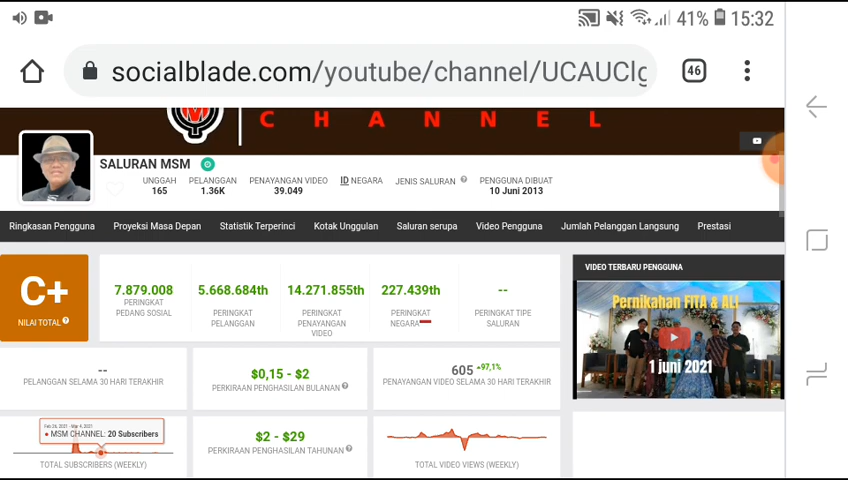 41% 15:32
socialblade.com/youtube/channel/UCAUClg
46
CHANNEL
SALURAN MSM
UNGGAH PELANGGAN PENAYANGAN VIDEO ID NEGARA JENIS SALURAN PENGGUNA DIBUAT
165 1.36K 39.049 10 Juni 2013
Ringkasan Pengguna Proyeksi Masa Depan Statistik Terperinci Kotak Unggulan Saluran serupa Video Pengguna Jumlah Pelanggan Langsung Prestasi
C+
NILAI TOTAL
7.879.008
PERINGKAT
PEDANG SOSIAL
5.668.684th
PERINGKAT
PELANGGAN
14.271.855th
PERINGKAT
PENAYANGAN
VIDEO
227.439th
PERINGKAT
NEGARA
--
PERINGKAT TIPE
SALURAN
VIDEO TERBARU PENGGUNA
Pernikahan FITA & ALI
1 juni 2021
--
PELANGGAN SELAMA 30 HARI TERAKHIR
$0,15 - $2
PERKIRAAN PENGHASILAN BULANAN
605 97,1%
PENAYANGAN VIDEO SELAMA 30 HARI TERAKHIR
MSM CHANNEL: 20 Subscribers
TOTAL SUBSCRIBERS (WEEKLY)
$2 - $29
PERKIRAAN PENGHASILAN TAHUNAN
TOTAL VIDEO VIEWS (WEEKLY)